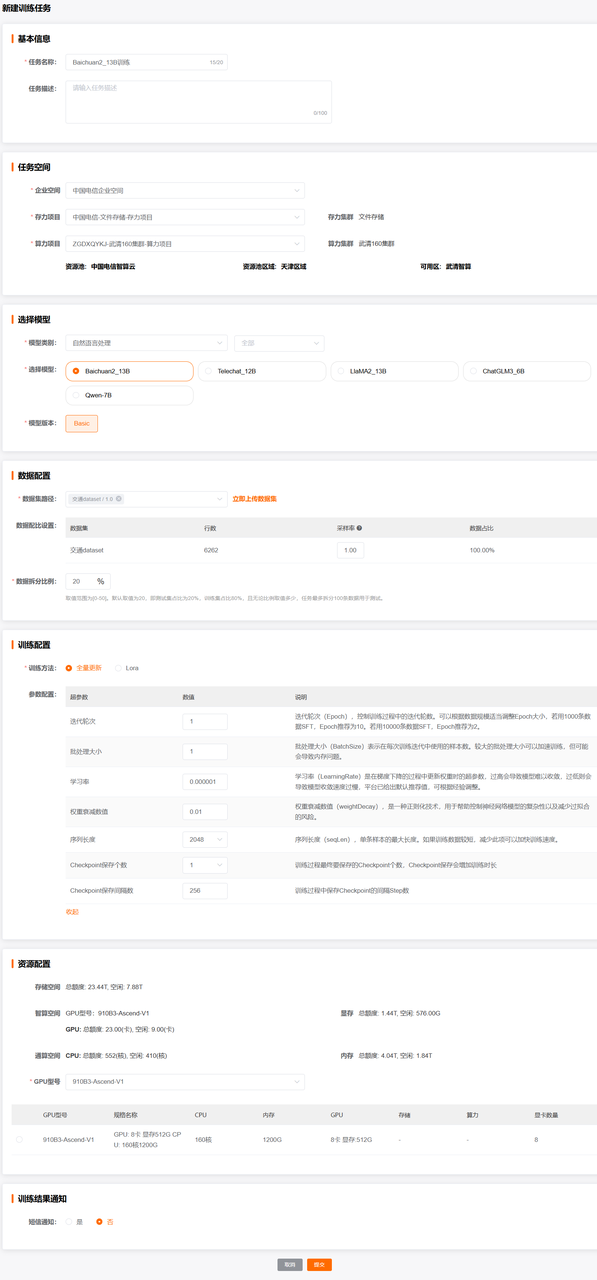 新建训练任务
基本信息
* 任务名称: Baichuan2_13B训练 15/20
任务描述: 请输入任务描述
0/100
任务空间
* 企业空间 中国电信企业空间
* 存力项目 中国电信-文件存储-存力项目 存力集群 文件存储
* 算力项目 ZGDXQYKJ-武清160集群-算力项目 算力集群 武清160集群
资源池: 中国电信智算云 资源池区域: 天津区域 可用区: 武清智算
选择模型
* 模型类别: 自然语言处理 全部
* 选择模型: Baichuan2_13B Telechat_12B LlaMA2_13B ChatGLM3_6B
Qwen-7B
* 模型版本: Basic
数据配置
* 数据集路径: 交通dataset / 1.0 立即上传数据集
数据配比设置: 数据集 行数 采样率 数据占比
交通dataset 6262 1.00 100.00%
* 数据拆分比例: 20 %
取值范围为[0-50]。默认取值为20，即测试集占比为20%，训练集占比80%，且无论比例取值多少，任务最多拆分100条数据用于测试。
训练配置
* 训练方法: 全量更新 Lora
参数配置: 超参数 数值 说明
迭代轮次 1 迭代轮次（Epoch），控制训练过程中的迭代轮数。可以根据数据规模适当调整Epoch大小，若用1000条数
据SFT，Epoch推荐为10。若用10000条数据SFT，Epoch推荐为2。
批处理大小 1 批处理大小（BatchSize）表示在每次训练迭代中使用的样本数。较大的批处理大小可以加速训练，但可能
会导致内存问题。
学习率 0.000001 学习率（LearningRate）是在梯度下降的过程中更新权重时的超参数，过高会导致模型难以收敛，过低则会
导致模型收敛速度过慢，平台已给出默认推荐值，可根据经验调整。
权重衰减数值 0.01 权重衰减数值（weightDecay），是一种正则化技术，用于帮助控制神经网络模型的复杂性以及减少过拟合
的风险。
序列长度 2048 序列长度（seqLen），单条样本的最大长度。如果训练数据较短，减少此项可以加快训练速度。
Checkpoint保存个数 1 训练过程最终要保存的Checkpoint个数，Checkpoint保存会增加训练时长
Checkpoint保存间隔数 256 训练过程中保存Checkpoint的间隔Step数
收起
资源配置
存储空间 总额度: 23.44T, 空闲: 7.88T
智算空间 GPU型号: 910B3-Ascend-V1 显存 总额度: 1.44T, 空闲: 576.00G
GPU: 总额度: 23.00(卡), 空闲: 9.00(卡)
通算空间 CPU: 总额度: 552(核), 空闲: 410(核) 内存 总额度: 4.04T, 空闲: 1.84T
* GPU型号 910B3-Ascend-V1
GPU型号 规格名称 CPU 内存 GPU 存储 算力 显卡数量
910B3-Ascend-V1 GPU: 8卡 显存512G CP
U: 160核1200G 160核 1200G 8卡 显存:512G - - 8
训练结果通知
短信通知: 是 否
取消 提交